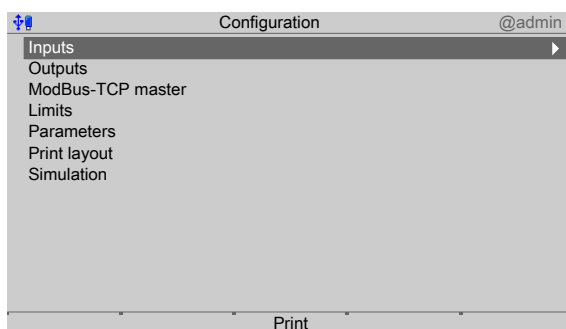 Configuration @admin
Inputs
Outputs
ModBus-TCP master
Limits
Parameters
Print layout
Simulation
Print